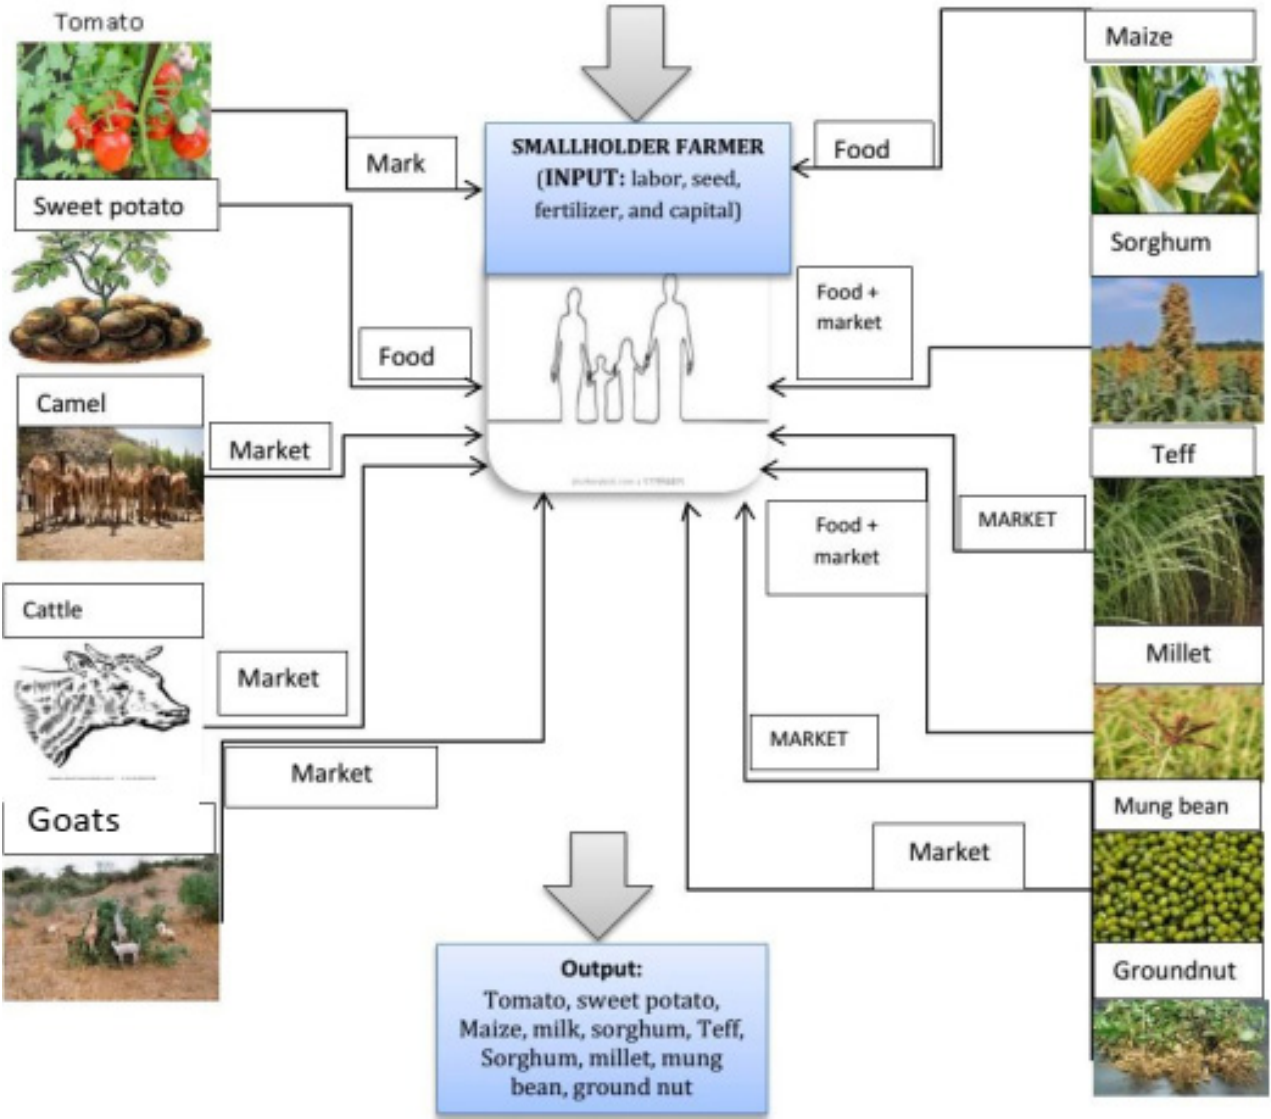 Tomato
Maize
SMALLHOLDER FARMER
(INPUT: labor, seed,
fertilizer, and capital)
Mark
Food
Sweet potato
Sorghum
Food +
market
Food
Camel
Market
Teff
MARKET
Food +
market
Cattle
Market
Millet
MARKET
Market
Goats
Mung bean
Market
Output:
Tomato, sweet potato,
Maize, milk, sorghum, Teff,
Sorghum, millet, mung
bean, ground nut
Groundnut